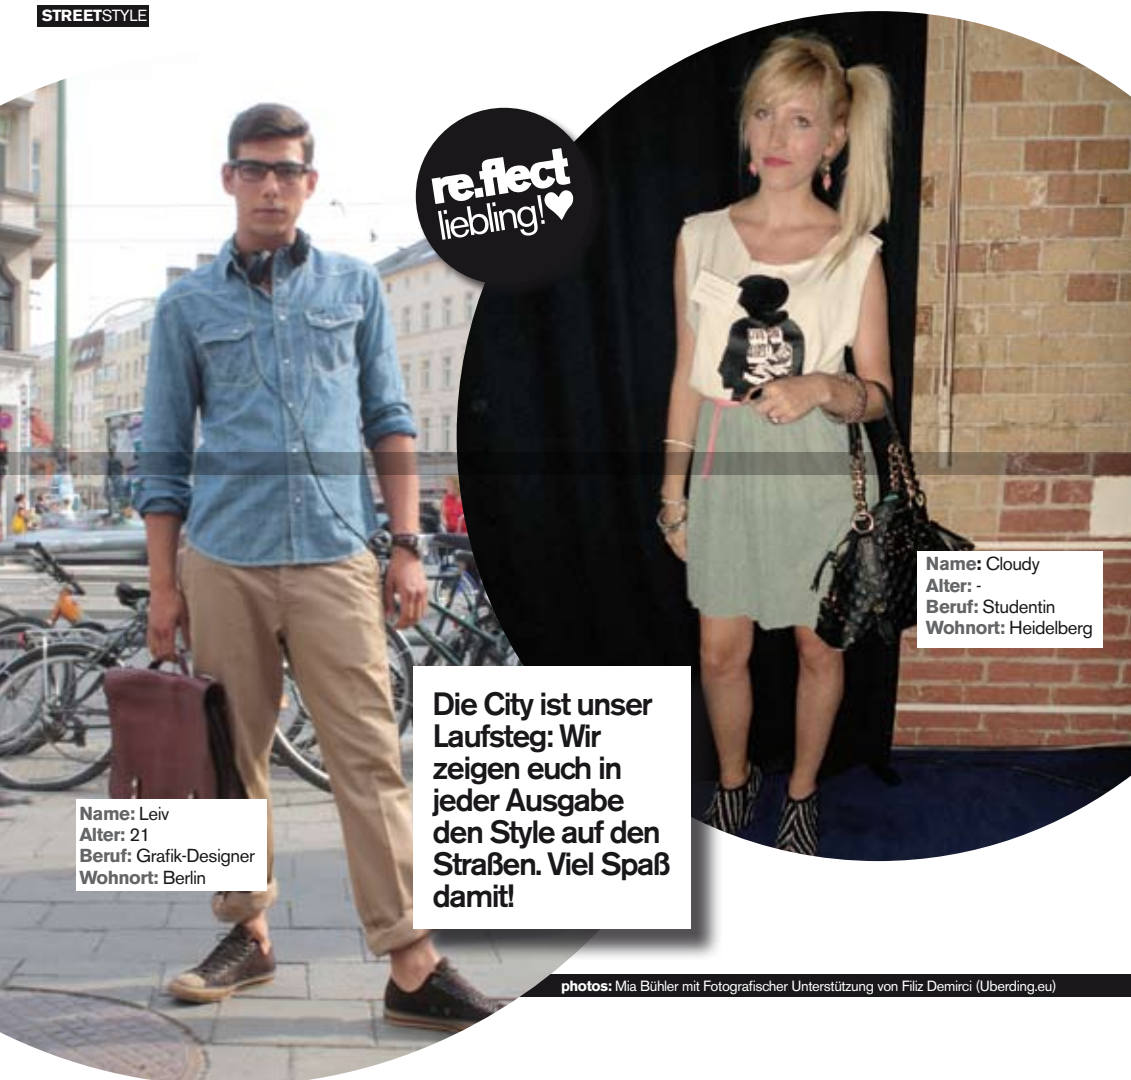 STREETSTYLE
re.flect
liebling!
Name: Cloudy
Alter: -
Beruf: Studentin
Wohnort: Heidelberg
Die City ist unser
Laufsteg: Wir
zeigen euch in
jeder Ausgabe
den Style auf den
Straßen. Viel Spaß
damit!
Name: Leiv
Alter: 21
Beruf: Grafik-Designer
Wohnort: Berlin
photos: Mia Bühler mit Fotografischer Unterstützung von Filiz Demirci (Uberding.eu)